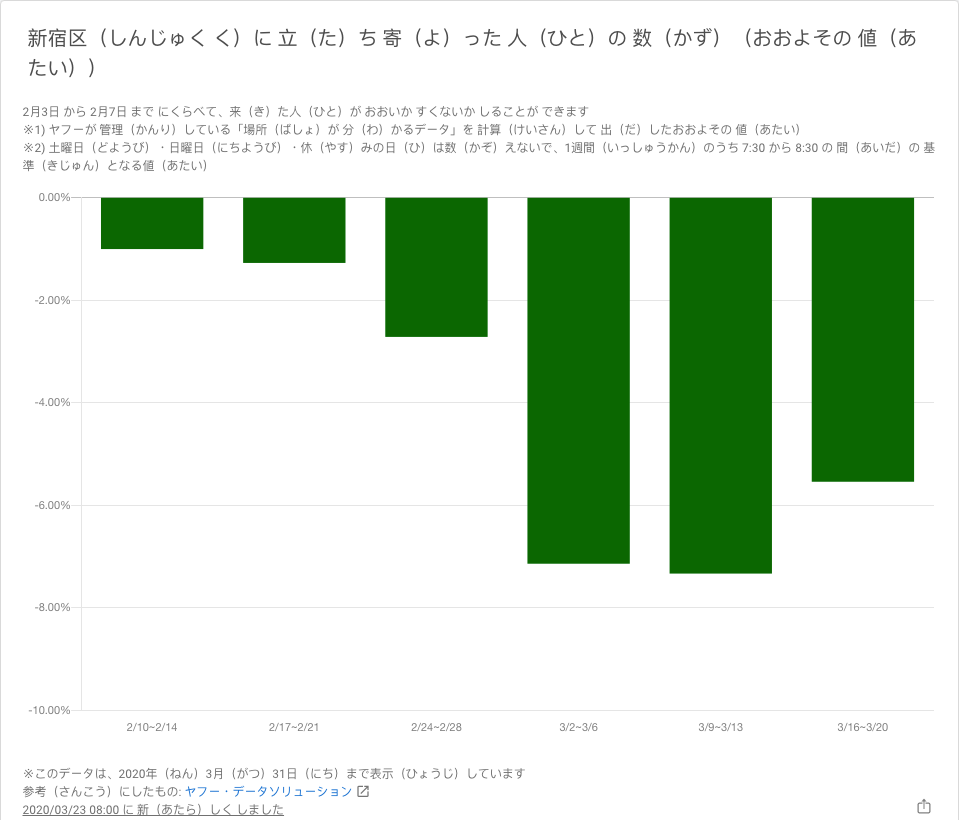 新宿区（しんじゅく く）に 立（た）ち 寄（よ）った 人（ひと）の 数（かず）（おおよその 値（あ
たい））
2月3日 から 2月7日 まで にくらべて、来（き）た人（ひと）が おおいか すくないか しることが できます
※1) ヤフーが 管理（かんり）している「場所（ばしょ）が 分（わ）かるデータ」を 計算（けいさん）して 出（だ）したおおよその 値（あたい）
※2) 土曜日（どようび）・日曜日（にちようび）・休（やす）みの日（ひ）は数（かぞ）えないで、1週間（いっしゅうかん）のうち 7:30 から 8:30 の 間（あいだ）の 基
準（きじゅん）となる値（あたい）
0.00%
-2.00%
-4.00%
-6.00%
-8.00%
-10.00%
2/10~2/14 2/17~2/21 2/24~2/28 3/2~3/6 3/9~3/13 3/16~3/20
※このデータは、2020年（ねん）3月（がつ）31日（にち）まで表示（ひょうじ）しています
参考（さんこう）にしたもの: ヤフー・データソリューション
2020/03/23 08:00 に 新（あたら）しく しました